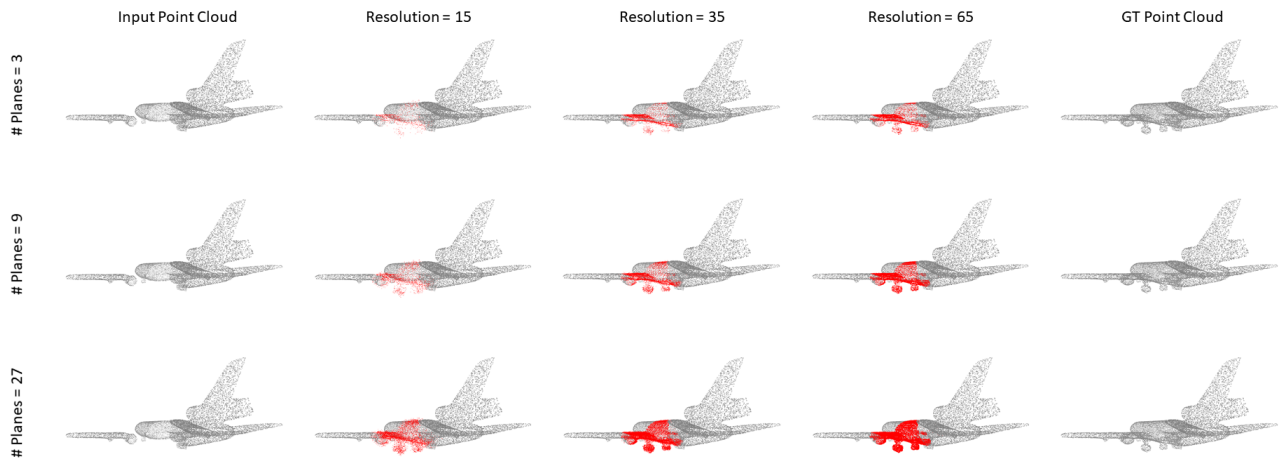 Input Point Cloud
Resolution = 15
Resolution = 35
Resolution = 65
GT Point Cloud
# Planes = 3
# Planes = 9
# Planes = 27